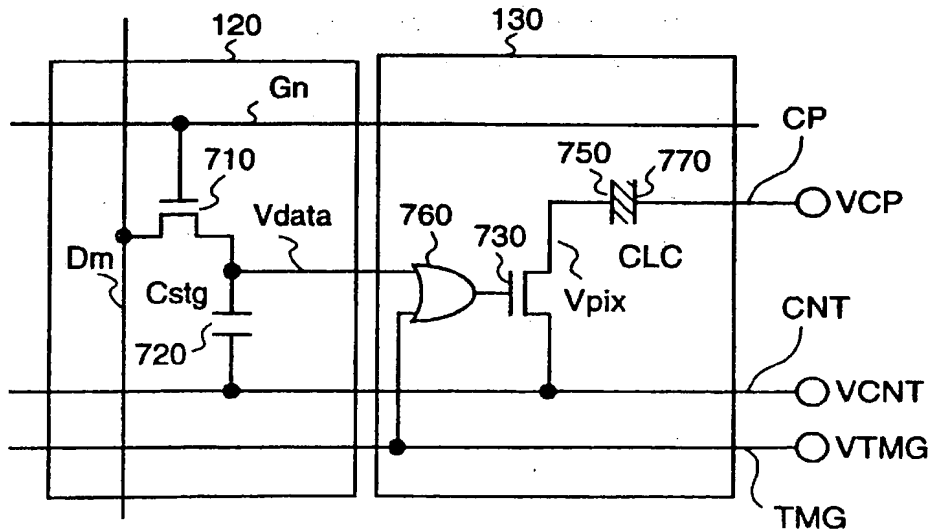 120
130
Gn
CP
710
750
770
Vdata
760
VCP
730
Dm
CLC
Cstg
Vpix
CNT
720
VCNT
VTMG
TMG